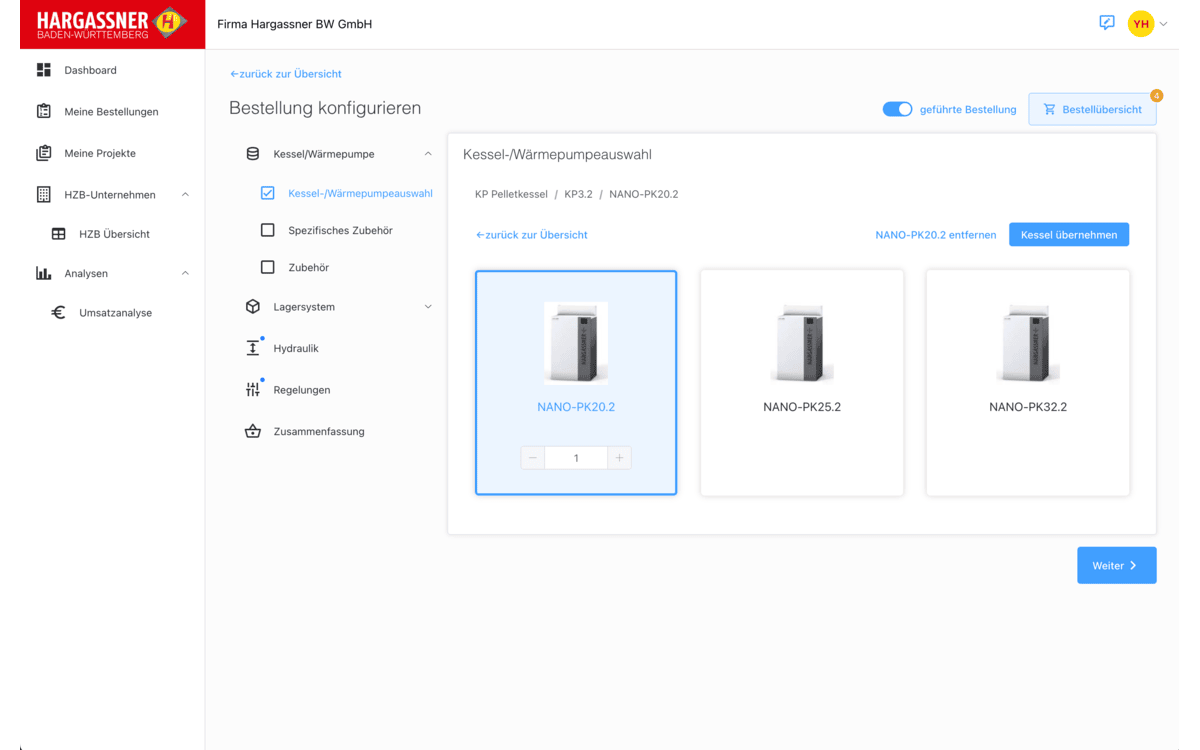 HARGASSNER
BADEN-WÜRTTEMBERG
Firma Hargassner BW GmbH
YH
Dashboard
Meine Bestellungen
Meine Projekte
HZB-Unternehmen
HZB Übersicht
Analysen
Umsatzanalyse
←zurück zur Übersicht
Bestellung konfigurieren
geführte Bestellung
Bestellübersicht
4
Kessel/Wärmepumpe
Kessel-/Wärmepumpeauswahl
Spezifisches Zubehör
Zubehör
Lagersystem
Hydraulik
Regelungen
Zusammenfassung
Kessel-/Wärmepumpeauswahl
KP Pelletkessel / KP3.2 / NANO-PK20.2
←zurück zur Übersicht
NANO-PK20.2 entfernen
Kessel übernehmen
NANO-PK20.2
1
NANO-PK25.2
NANO-PK32.2
Weiter